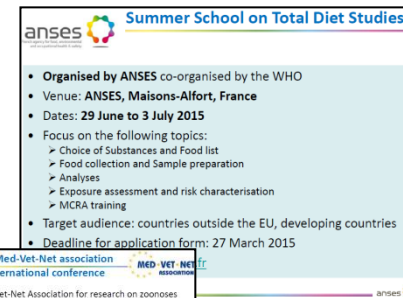 Summer School on Total Diet Studies
anses
• Organised by ANSES co-organised by the WHO
• Venue: ANSES, Maisons-Alfort, France
• Dates: 29 June to 3 July 2015
• Focus on the following topics:
➢ Choice of Substances and Food list
➢ Food collection and Sample preparation
➢ Analyses
➢ Exposure assessment and risk characterisation
➢ MCRA training
• Target audience: countries outside the EU, developing countries
• Deadline for application form: 27 March 2015
fr
Med-Vet-Net association
international conference
MED-VET-NET
ASSOCIATION
et-Net Association for research on zoonoses
anses